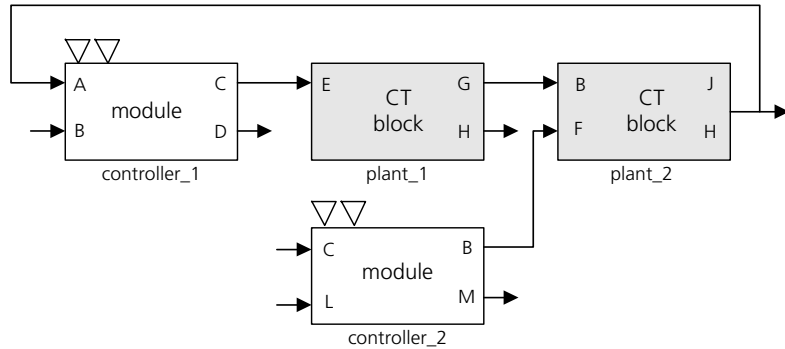 A
C
module
B
D
controller_1
E
G
CT
block
H
plant_1
B
J
CT
block
F
H
plant_2
C
B
module
L
M
controller_2